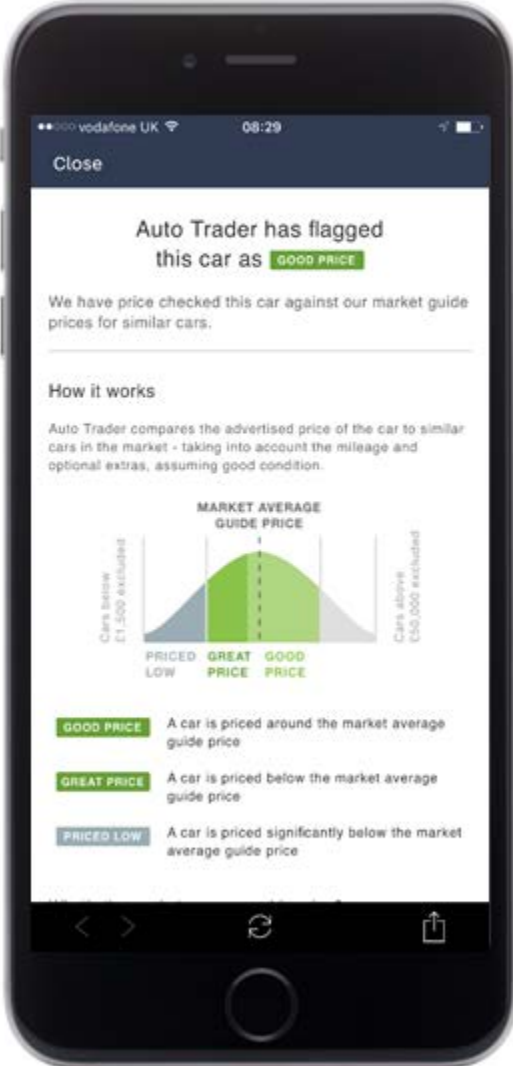 vodafone UK 08:29
Close
Auto Trader has flagged
this car as GOOD PRICE
We have price checked this car against our market guide
prices for similar cars.
How it works
Auto Trader compares the advertised price of the car to similar
cars in the market - taking into account the mileage and
optional extras, assuming good condition.
MARKET AVERAGE
GUIDE PRICE
Cars below
£1,500 excluded
Cars above
£50,000 excluded
PRICED GREAT GOOD
LOW PRICE PRICE
GOOD PRICE A car is priced around the market average
guide price
GREAT PRICE A car is priced below the market average
guide price
PRICED LOW A car is priced significantly below the market
average guide price